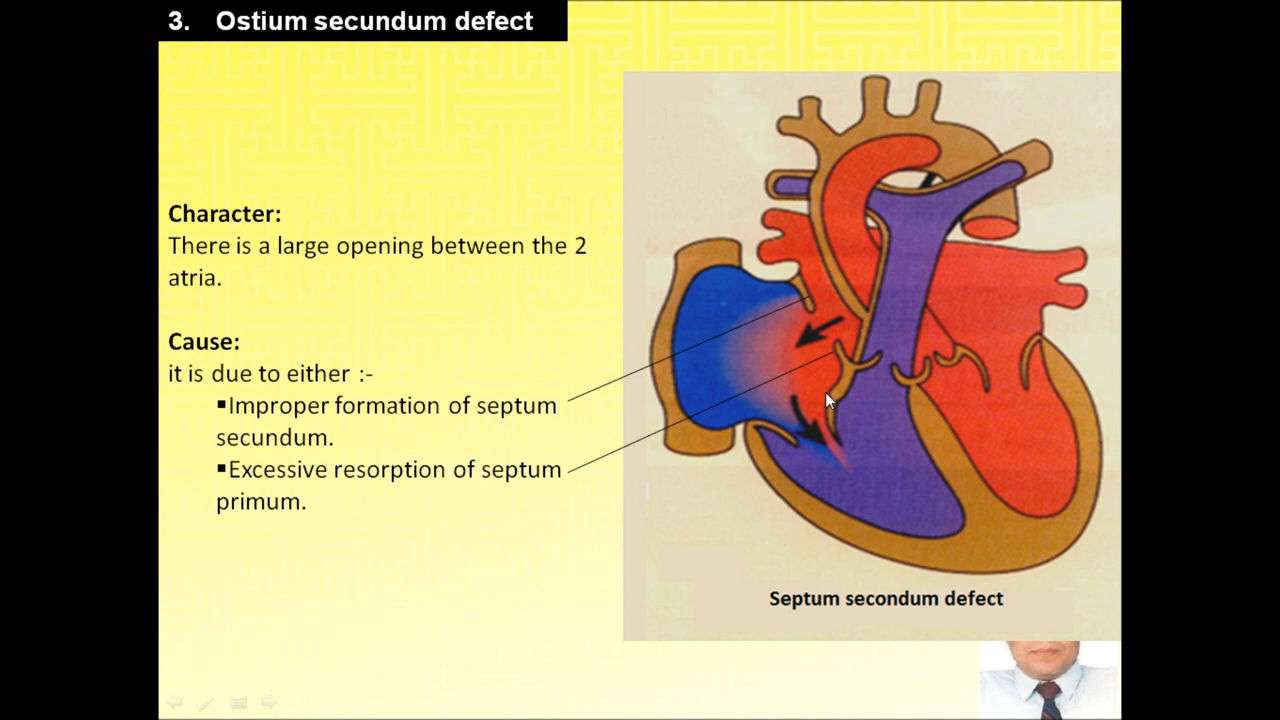 3. Ostium secundum defect
Character:
There is a large opening between the 2
atria.
Cause:
it is due to either :-
▪Improper formation of septum
secundum.
▪Excessive resorption of septum
primum.
Septum secondum defect